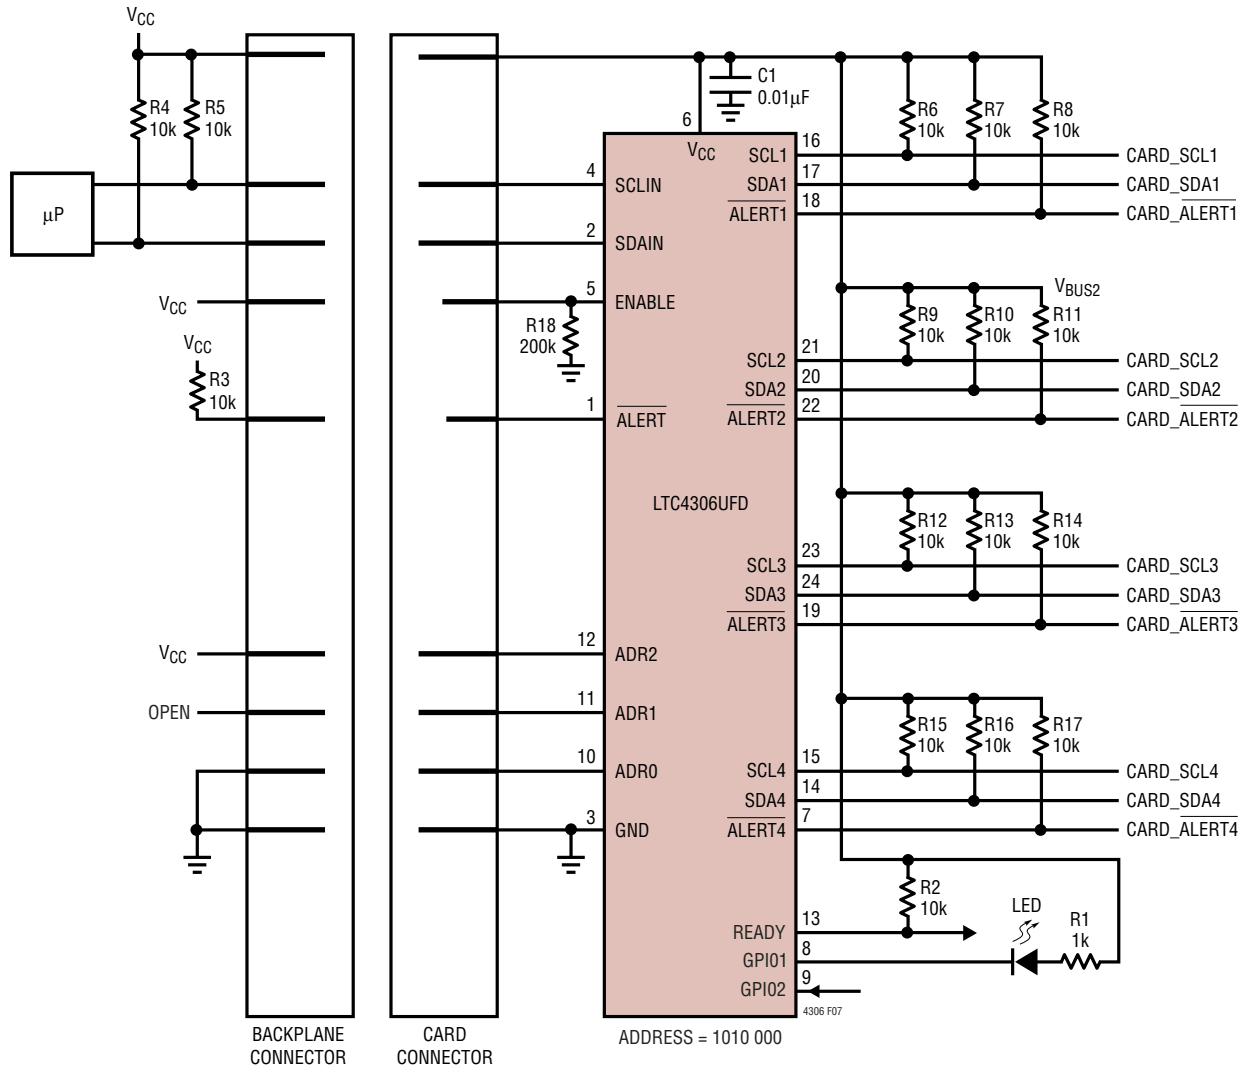 VCC
R4
10k
R5
10k
µP
VCC
VCC
R3
10k
VCC
OPEN
BACKPLANE
CONNECTOR
CARD
CONNECTOR
C1
0.01µF
6
VCC
4
SCLIN
2
SDAIN
5
ENABLE
R18
200k
1
ALERT
LTC4306UFD
12
ADR2
11
ADR1
10
ADR0
3
GND
SCL1
16
SDA1
17
ALERT1
18
SCL2
21
SDA2
20
ALERT2
22
SCL3
23
SDA3
24
ALERT3
19
SCL4
15
SDA4
14
ALERT4
7
READY
13
GPIO1
8
GPIO2
9
R6
10k
R7
10k
R8
10k
CARD_SCL1
CARD_SDA1
CARD_ALERT1
VBUS2
R9
10k
R10
10k
R11
10k
CARD_SCL2
CARD_SDA2
CARD_ALERT2
R12
10k
R13
10k
R14
10k
CARD_SCL3
CARD_SDA3
CARD_ALERT3
R15
10k
R16
10k
R17
10k
CARD_SCL4
CARD_SDA4
CARD_ALERT4
R2
10k
LED
R1
1k
4306 F07
ADDRESS = 1010 000